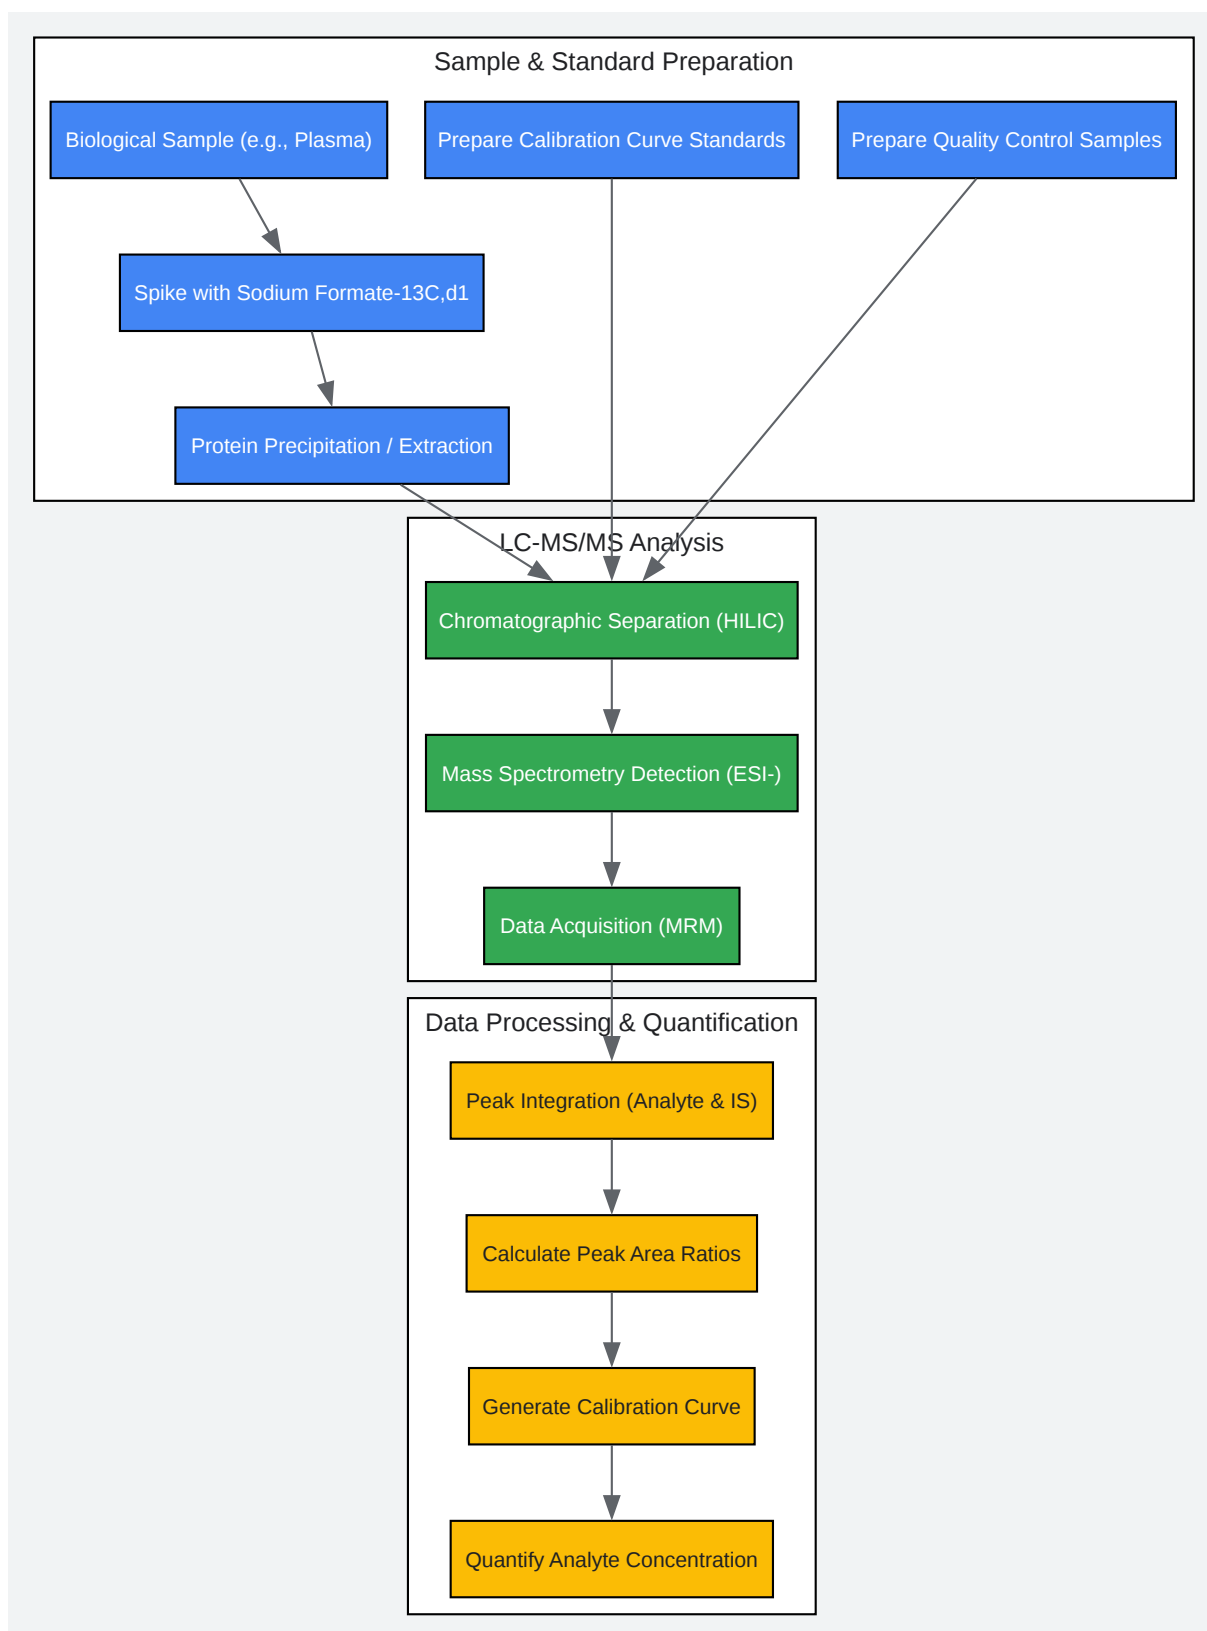 Sample & Standard Preparation
Biological Sample (e.g., Plasma)
Prepare Calibration Curve Standards
Prepare Quality Control Samples
Spike with Sodium Formate-13C,d1
Protein Precipitation / Extraction
LC-MS/MS Analysis
Chromatographic Separation (HILIC)
Mass Spectrometry Detection (ESI-)
Data Acquisition (MRM)
Data Processing & Quantification
Peak Integration (Analyte & IS)
Calculate Peak Area Ratios
Generate Calibration Curve
Quantify Analyte Concentration